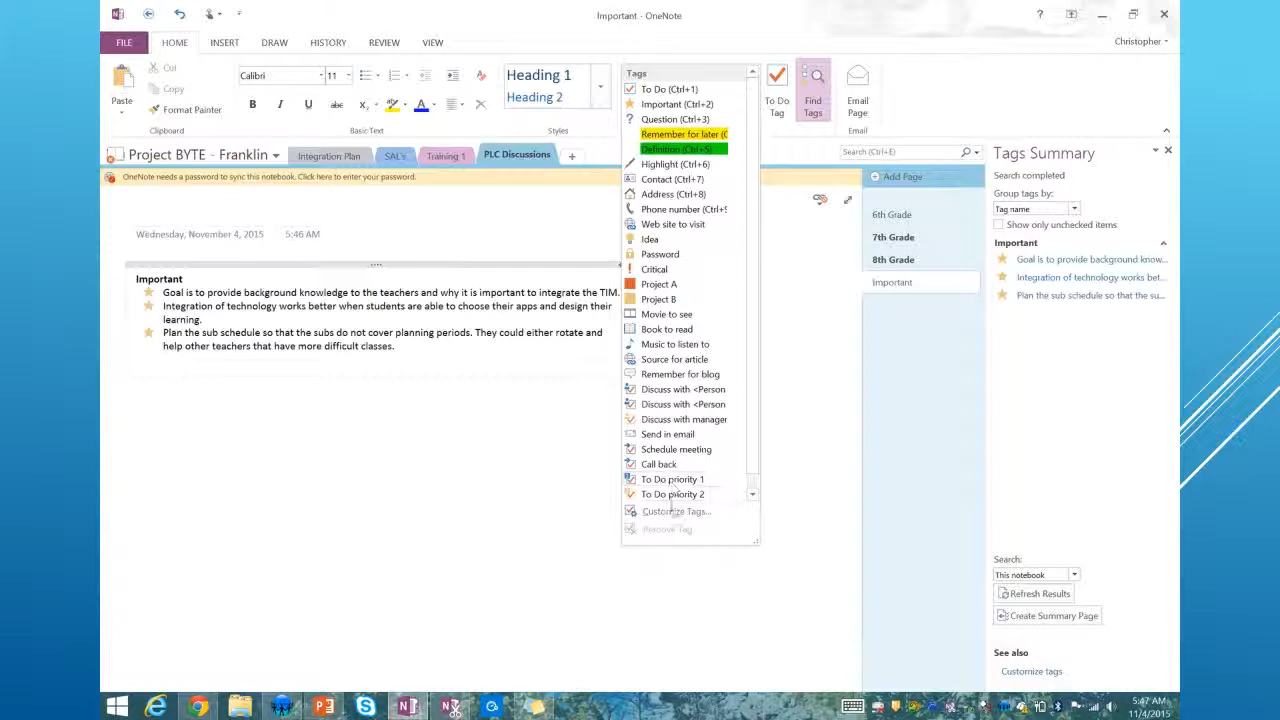 Important - OneNote
?
Christopher
FILE HOME INSERT DRAW HISTORY REVIEW VIEW
Paste
Cut
Copy
Format Painter
Clipboard
Calibri 11
B I U abc
Basic Text
Heading 1
Heading 2
Styles
Tags
To Do (Ctrl+1)
Important (Ctrl+2)
Question (Ctrl+3)
Remember for later (C
Definition (Ctrl+5)
Highlight (Ctrl+6)
Contact (Ctrl+7)
Address (Ctrl+8)
Phone number (Ctrl+9
Web site to visit
Idea
Password
Critical
Project A
Project B
Movie to see
Book to read
Music to listen to
Source for article
Remember for blog
Discuss with <Person
Discuss with <Person
Discuss with manager
Send in email
Schedule meeting
Call back
To Do priority 1
To Do priority 2
Customize Tags...
Remove Tag
To Do
Tag
Find
Tags
Email
Page
Email
Project BYTE - Franklin
Integration Plan SAL's Training 1 PLC Discussions
Search (Ctrl+E)
OneNote needs a password to sync this notebook. Click here to enter your password.
Wednesday, November 4, 2015 5:46 AM
Important
Goal is to provide background knowledge to the teachers and why it is important to integrate the TIM.
Integration of technology works better when students are able to choose their apps and design their
learning.
Plan the sub schedule so that the subs do not cover planning periods. They could either rotate and
help other teachers that have more difficult classes.
Add Page
6th Grade
7th Grade
8th Grade
Important
Tags Summary
Search completed
Group tags by:
Tag name
Show only unchecked items
Important
Goal is to provide background know...
Integration of technology works bet...
Plan the sub schedule so that the su...
Search:
This notebook
Refresh Results
Create Summary Page
See also
Customize tags
5:47 AM
11/4/2015